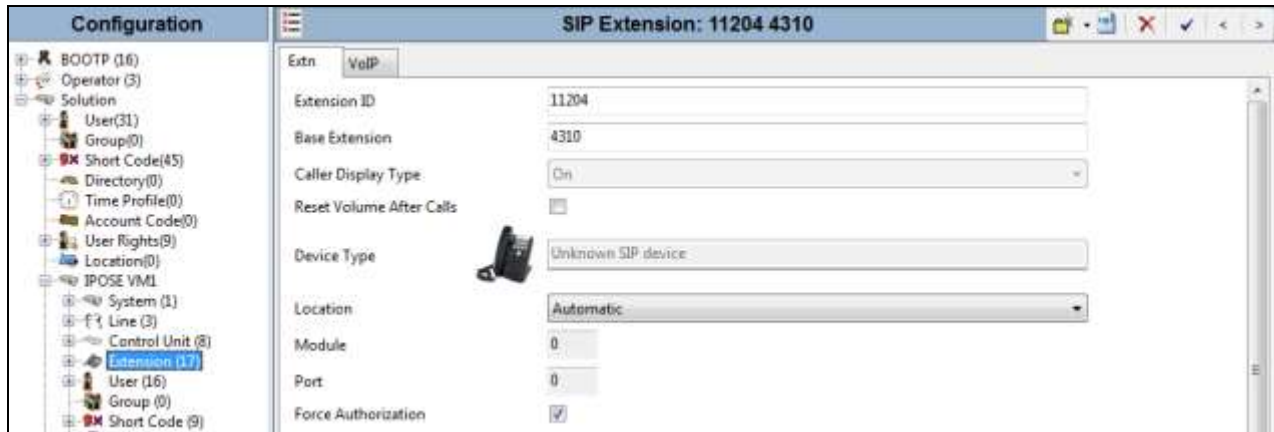 Configuration
BOOTP (16)
Operator (3)
Solution
User(31)
Group(0)
Short Code(45)
Directory(0)
Time Profile(0)
Account Code(0)
User Rights(9)
Location(0)
IPOSE VM1
System (1)
Line (3)
Control Unit (8)
Extension (17)
User (16)
Group (0)
Short Code (9)
SIP Extension: 11204 4310
Extn VoIP
Extension ID 11204
Base Extension 4310
Caller Display Type On
Reset Volume After Calls
Device Type Unknown SIP device
Location Automatic
Module 0
Port 0
Force Authorization